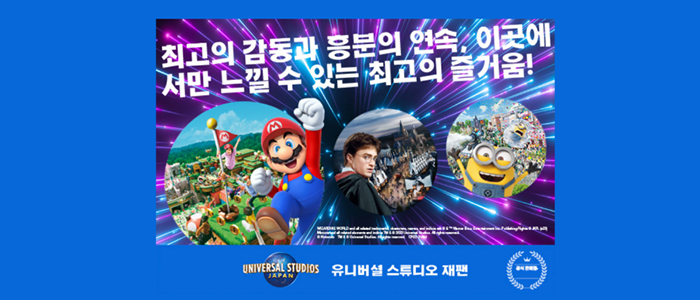 최고의 감동과 흥분의 연속, 이곳에
서만 느낄 수 있는 최고의 즐거움!
UNIVERSAL STUDIOS
JAPAN
유니버셜 스튜디오 재팬